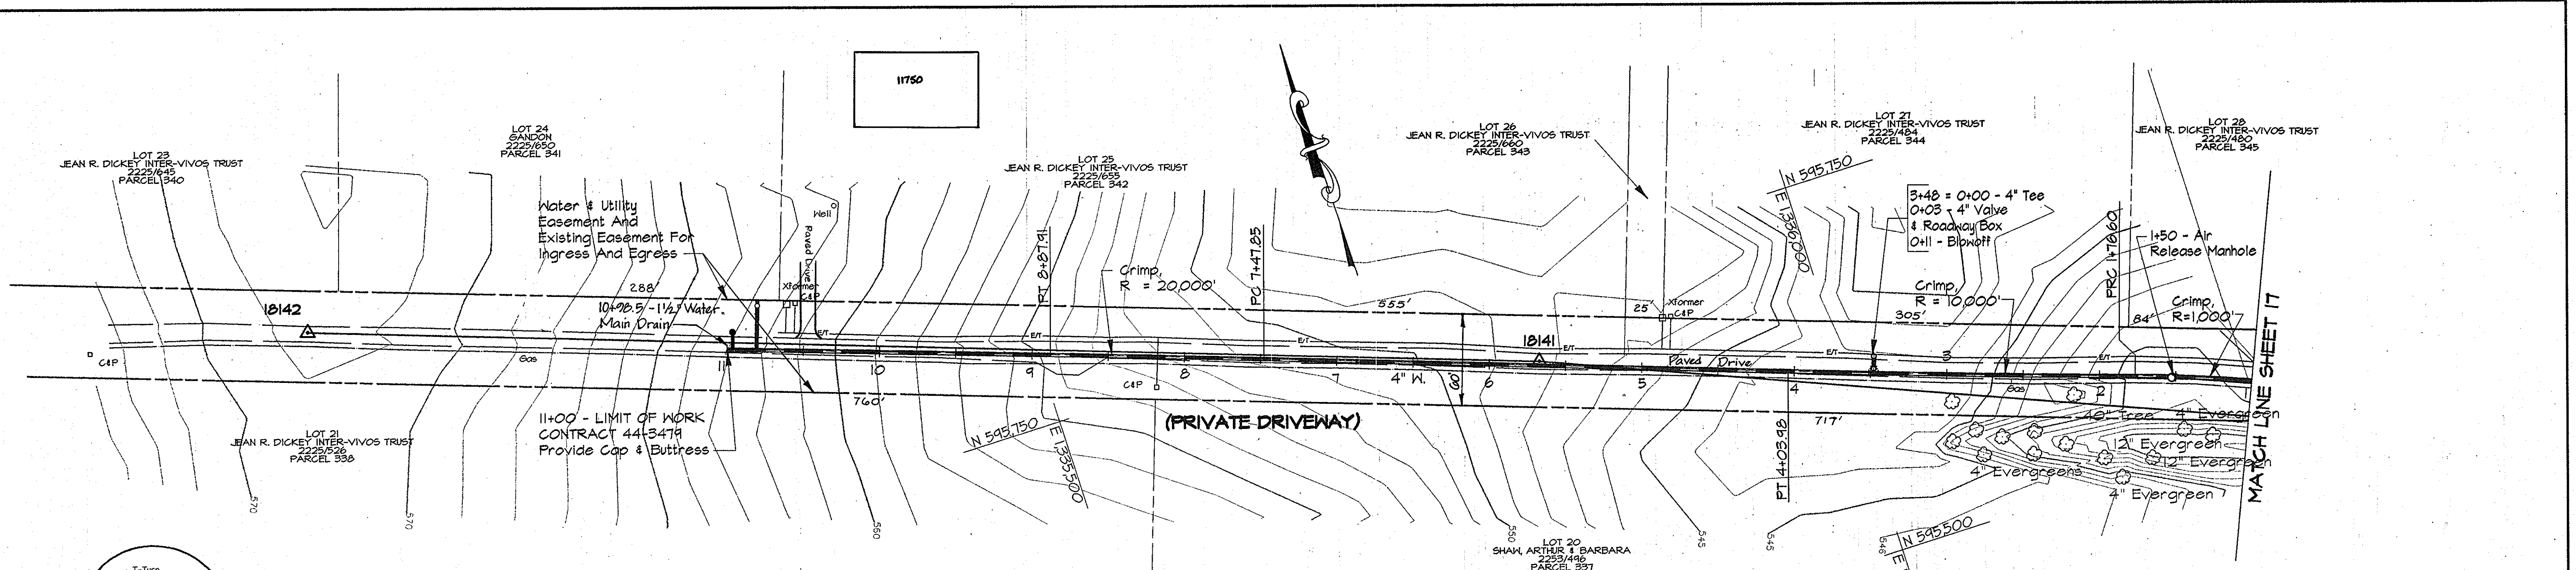 11750
LOT 23
JEAN R. DICKEY INTER-VIVOS TRUST
2225/645
PARCEL 340
LOT 24
GANDON
2225/650
PARCEL 341
LOT 25
JEAN R. DICKEY INTER-VIVOS TRUST
2225/655
PARCEL 342
LOT 26
JEAN R. DICKEY INTER-VIVOS TRUST
2225/660
PARCEL 343
LOT 27
JEAN R. DICKEY INTER-VIVOS TRUST
2225/484
PARCEL 344
LOT 28
JEAN R. DICKEY INTER-VIVOS TRUST
2225/480
PARCEL 345
N 595,750
E 1,336,000
Water & Utility
Easement And
Existing Easement For
Ingress And Egress
Well
Paved Drive
Xformer
C&P
PT 8+87.91
Crimp,
R = 20,000'
PC 7+47.85
3+48 = 0+00 - 4" Tee
0+03 - 4" Valve
& Roadway Box
0+11 - Blowoff
PRC 1+78.60
1+50 - Air
Release Manhole
Crimp,
R = 10,000'
Crimp,
R=1,000'
MATCH LINE SHEET 17
288'
555'
25'
Xformer
C&P
305'
84'
18142
10+98.5 - 1½" Water
Main Drain
E/T
E/T
E/T
18141
E/T
E/T
E/T
C&P
Gas
Paved Drive
Gas
11
10
9
8
7
4" W.
6
5
4
3
2
1
C&P
60'
760'
(PRIVATE DRIVEWAY)
717'
PT 4+03.98
11+00 - LIMIT OF WORK
CONTRACT 44-3479
Provide Cap & Buttress
N 595,750
E 1,335,500
LOT 21
JEAN R. DICKEY INTER-VIVOS TRUST
2225/526
PARCEL 338
Tree
4" Evergreen
12" Evergreen
12" Evergreen
4" Evergreens
4" Evergreen
570
570
560
550
545
545
546
N 595,500
E
LOT 20
SHAW, ARTHUR & BARBARA
2253/496
PARCEL 337
T-Turn